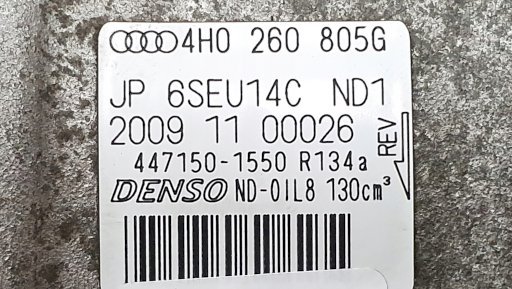 4H0 260 805G
JP 6SEU14C ND1
2009 11 00026
447150-1550 R134a
DENSO ND-OIL8 130cm³
REV